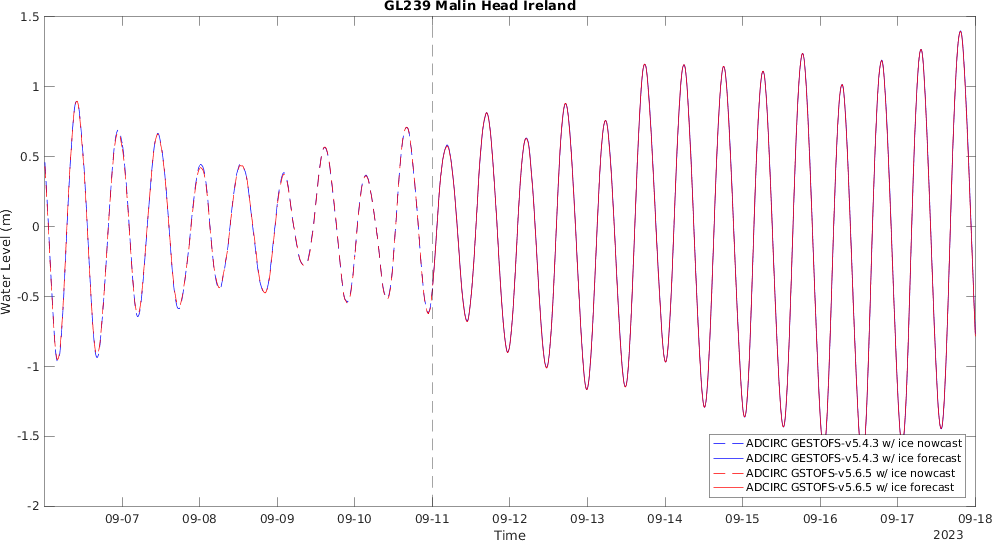 GL239 Malin Head Ireland
1.5
1
0.5
0
-0.5
-1
-1.5
-2
Water Level (m)
ADCIRC GESTOFS-v5.4.3 w/ ice nowcast
ADCIRC GESTOFS-v5.4.3 w/ ice forecast
ADCIRC GSTOFS-v5.6.5 w/ ice nowcast
ADCIRC GSTOFS-v5.6.5 w/ ice forecast
09-07 09-08 09-09 09-10 09-11 09-12 09-13 09-14 09-15 09-16 09-17 09-18
Time
2023